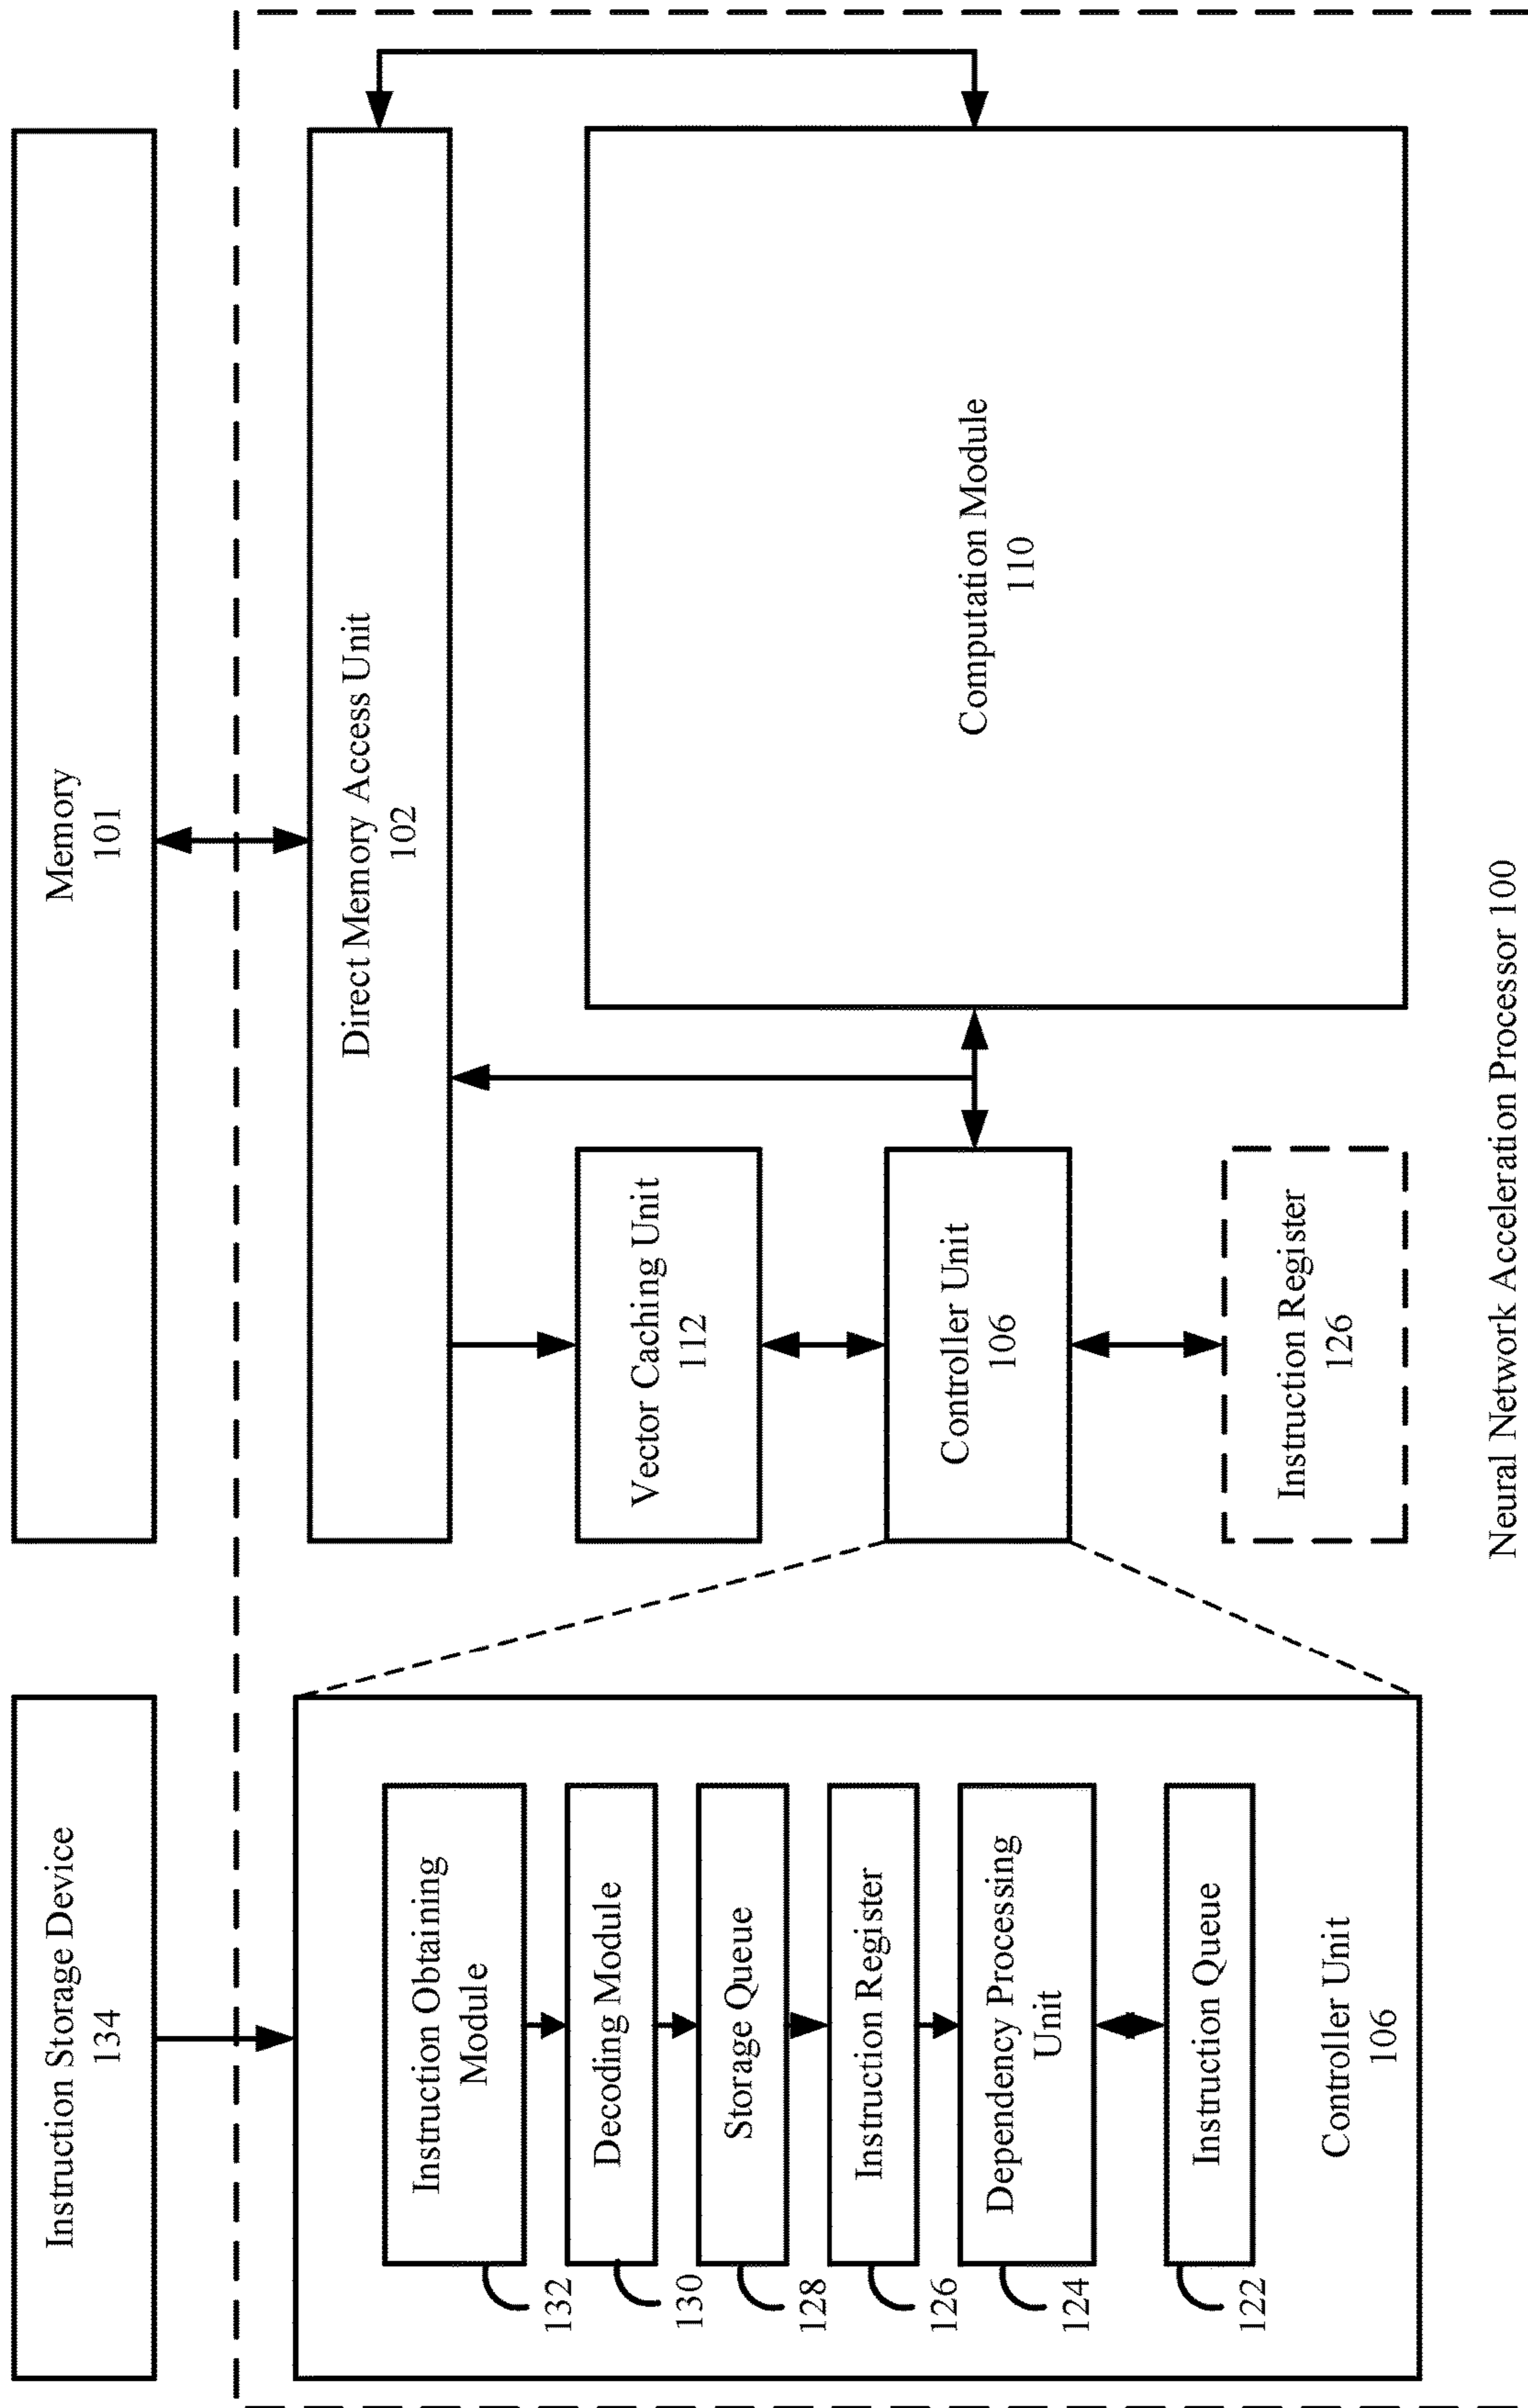 Instruction Storage Device
134
Memory
101
Direct Memory Access Unit
102
Instruction Obtaining
Module
132
Decoding Module
130
Storage Queue
128
Instruction Register
126
Dependency Processing
Unit
124
Instruction Queue
122
Controller Unit
106
Vector Caching Unit
112
Controller Unit
106
Instruction Register
126
Computation Module
110
Neural Network Acceleration Processor 100